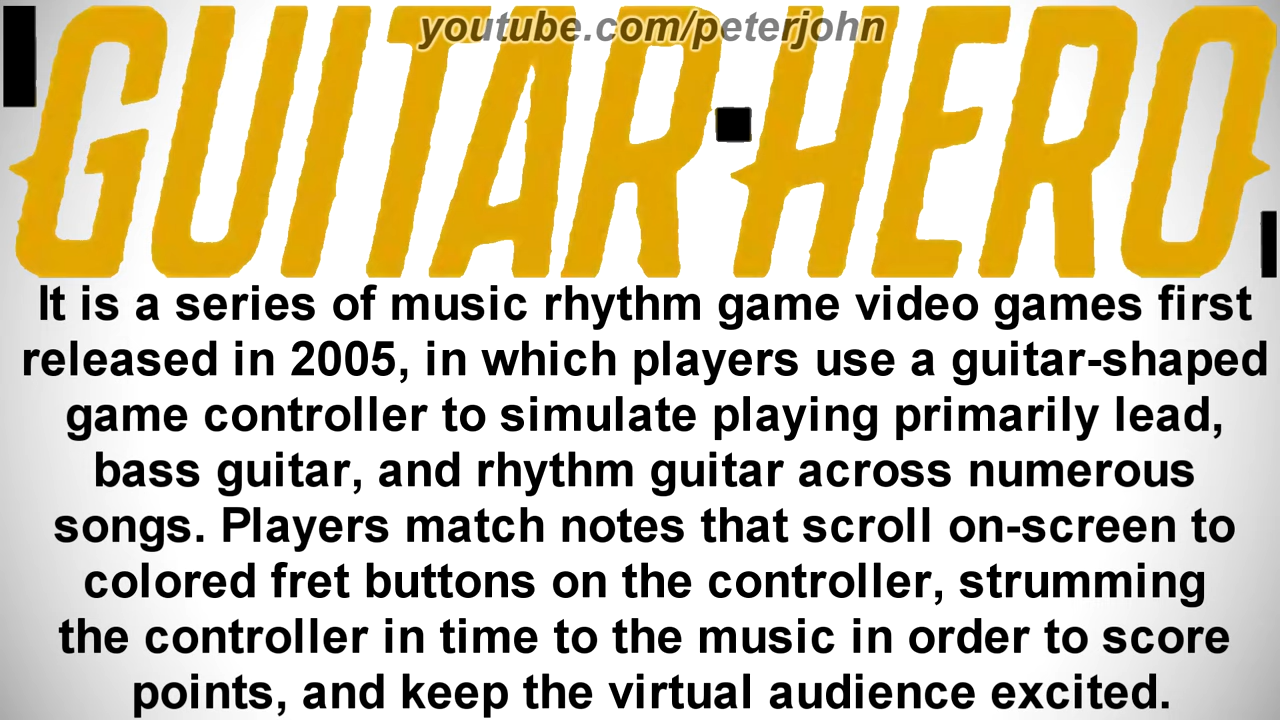 youtube.com/peterjohn
GUITAR HERO
It is a series of music rhythm game video games first
released in 2005, in which players use a guitar-shaped
game controller to simulate playing primarily lead,
bass guitar, and rhythm guitar across numerous
songs. Players match notes that scroll on-screen to
colored fret buttons on the controller, strumming
the controller in time to the music in order to score
points, and keep the virtual audience excited.